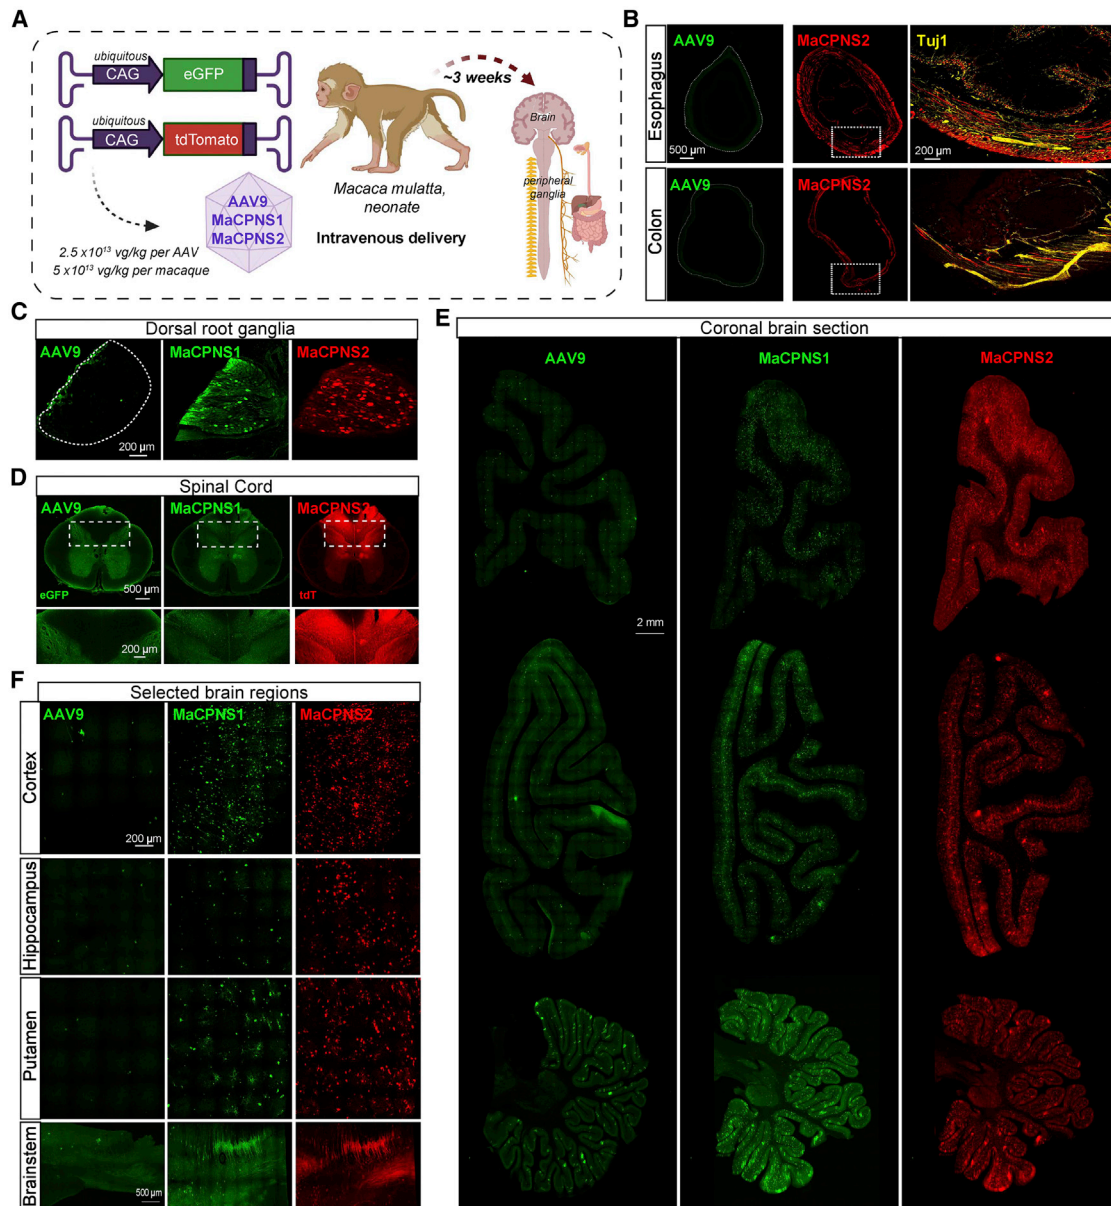 A
ubiquitous
CAG
eGFP
ubiquitous
CAG
tdTomato
AAV9
MaCPNS1
MaCPNS2
2.5 x10¹³ vg/kg per AAV
5 x10¹³ vg/kg per macaque
Macaca mulatta,
neonate
Intravenous delivery
~3 weeks
Brain
peripheral
ganglia
B
Esophagus
AAV9
500 µm
MaCPNS2
Tuj1
200 µm
Colon
AAV9
MaCPNS2
C
Dorsal root ganglia
AAV9
200 µm
MaCPNS1
MaCPNS2
D
Spinal Cord
AAV9
eGFP
500 µm
MaCPNS1
MaCPNS2
tdT
200 µm
E
Coronal brain section
AAV9
MaCPNS1
MaCPNS2
2 mm
F
Selected brain regions
AAV9
MaCPNS1
MaCPNS2
Cortex
200 µm
Hippocampus
Putamen
Brainstem
500 µm